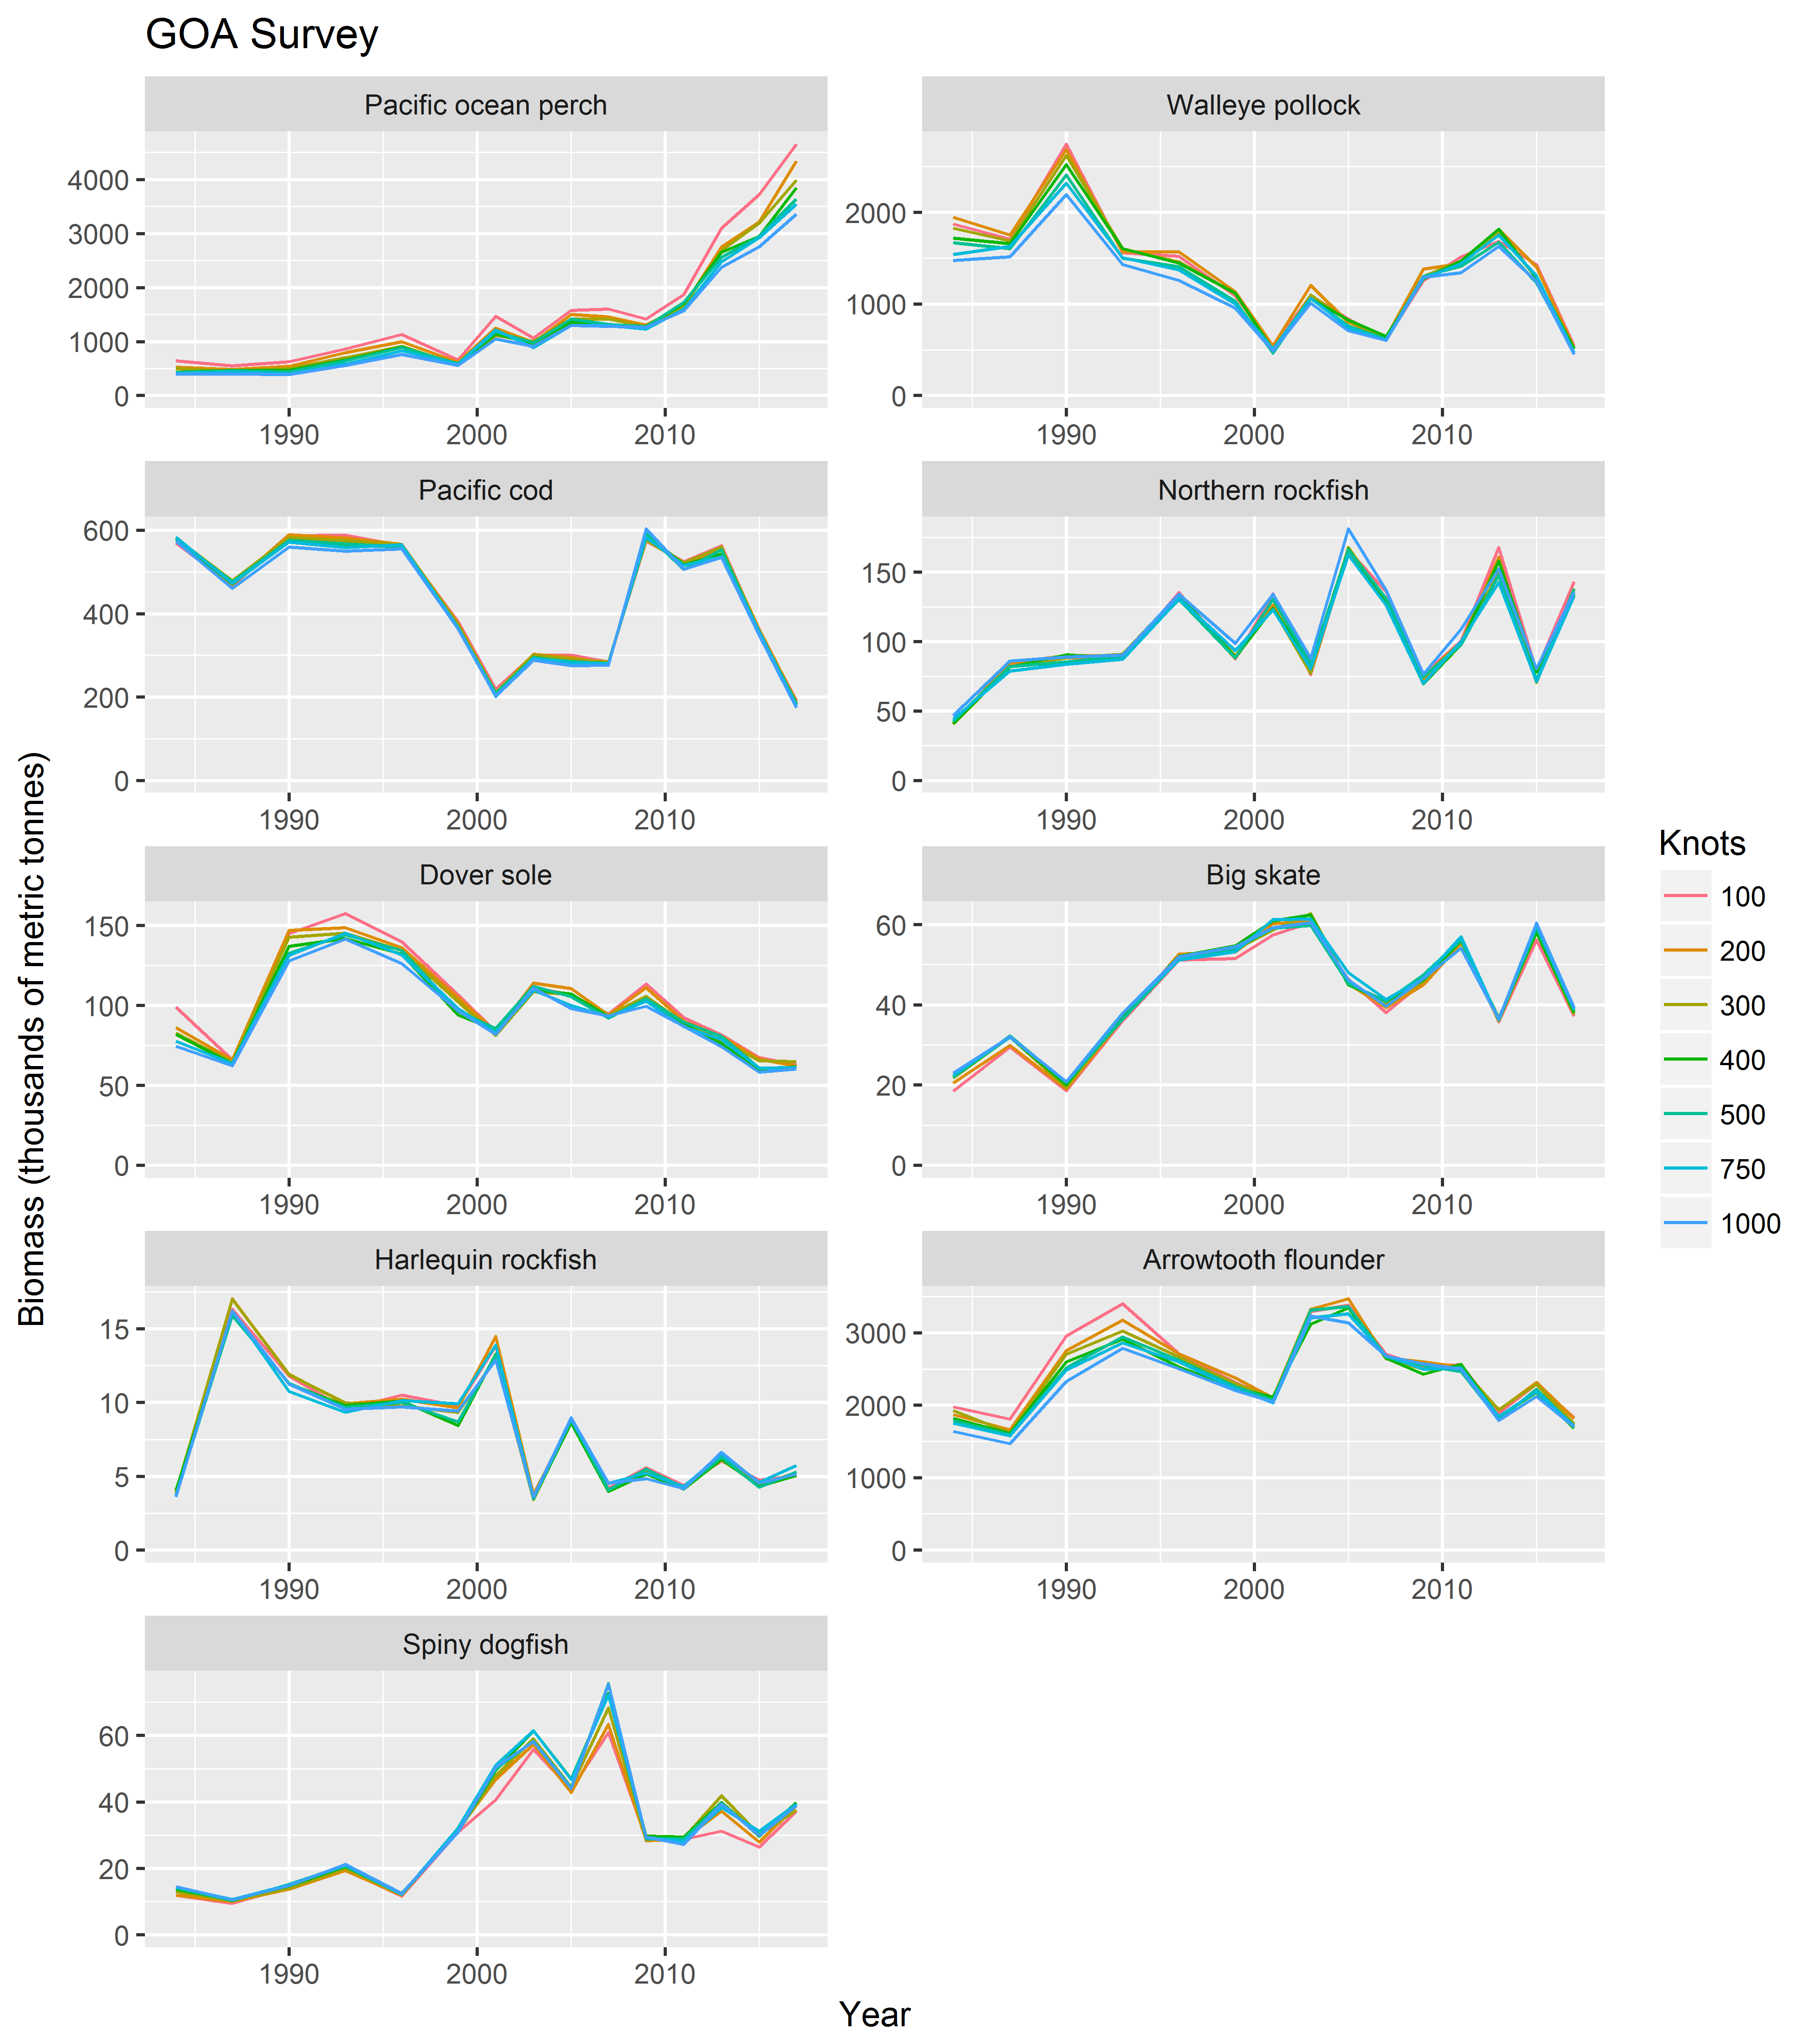 GOA Survey
Pacific ocean perch
Walleye pollock
4000
3000
2000
1000
0
2000
1000
0
1990 2000 2010
1990 2000 2010
Pacific cod
Northern rockfish
600
400
200
0
150
100
50
0
1990 2000 2010
1990 2000 2010
Dover sole
Big skate
150
100
50
0
60
40
20
0
1990 2000 2010
1990 2000 2010
Harlequin rockfish
Arrowtooth flounder
15
10
5
0
3000
2000
1000
0
1990 2000 2010
1990 2000 2010
Spiny dogfish
60
40
20
0
1990 2000 2010
Year
Biomass (thousands of metric tonnes)
Knots
100
200
300
400
500
750
1000